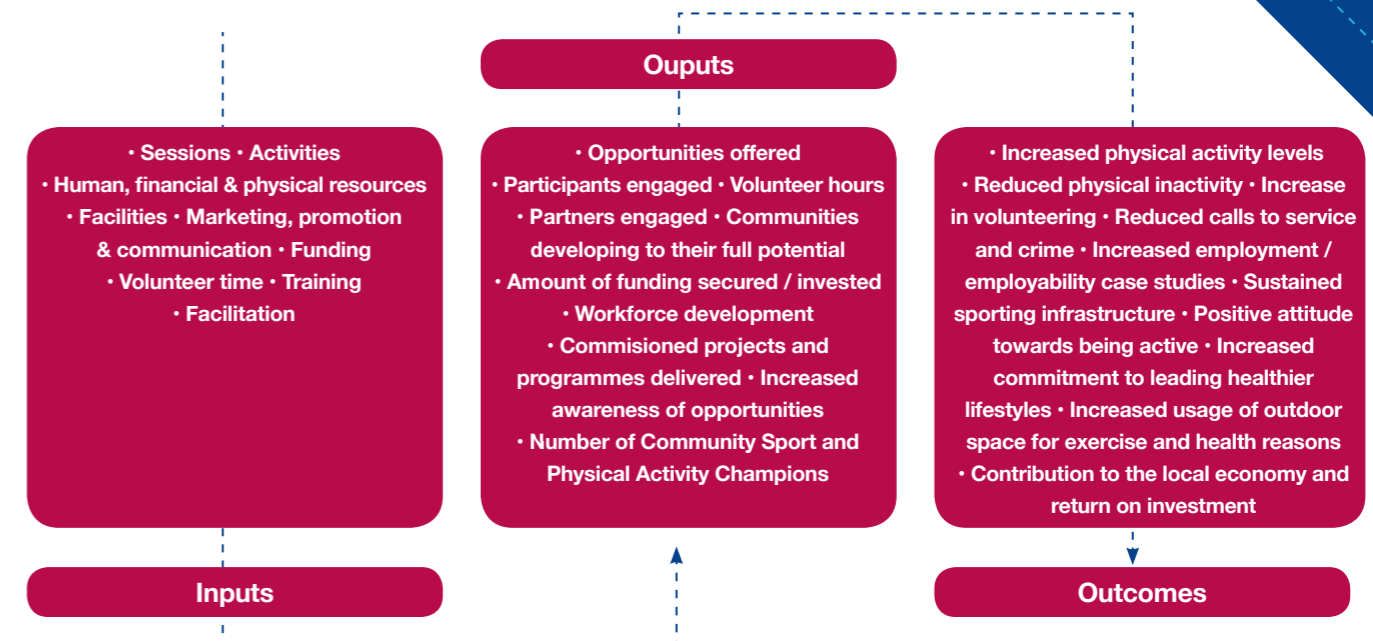 Ouputs
· Sessions · Activities
· Human, financial & physical resources
· Facilities · Marketing, promotion
& communication · Funding
· Volunteer time · Training
· Facilitation
Inputs
· Opportunities offered
· Participants engaged · Volunteer hours
· Partners engaged · Communities
developing to their full potential
· Amount of funding secured / invested
· Workforce development
· Commisioned projects and
programmes delivered · Increased
awareness of opportunities
· Number of Community Sport and
Physical Activity Champions
· Increased physical activity levels
· Reduced physical inactivity · Increase
in volunteering · Reduced calls to service
and crime · Increased employment /
employability case studies · Sustained
sporting infrastructure · Positive attitude
towards being active · Increased
commitment to leading healthier
lifestyles · Increased usage of outdoor
space for exercise and health reasons
· Contribution to the local economy and
return on investment
Outcomes